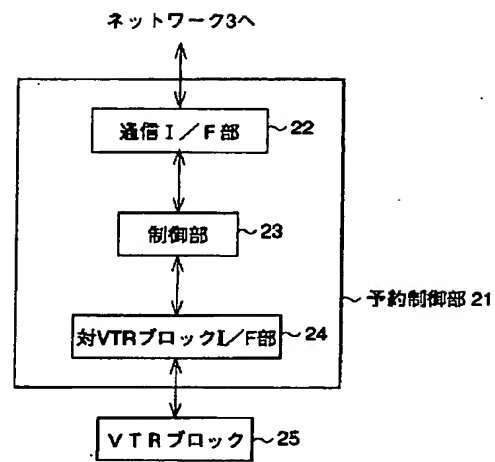 ネットワーク3へ
通信I／F部 22
制御部 23
予約制御部 21
対VTRブロックI／F部 24
VTRブロック 25